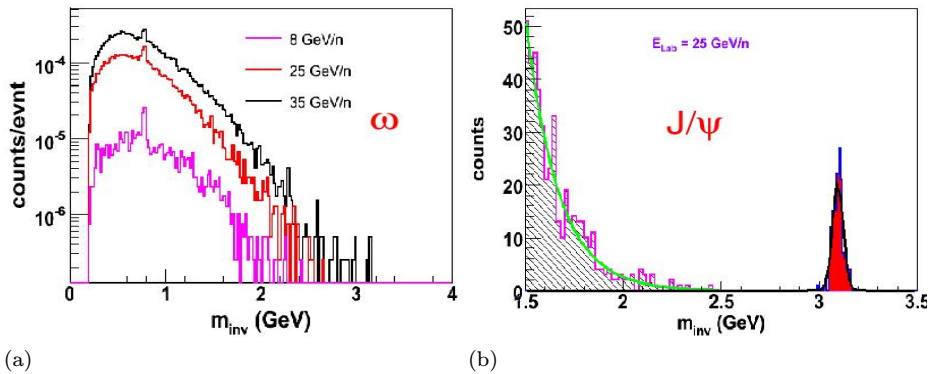 counts/evnt
10⁻⁴
10⁻⁵
10⁻⁶
8 GeV/n
25 GeV/n
35 GeV/n
ω
0 1 2 3 4
m_inv (GeV)
(a)
counts
50
40
30
20
10
0
E_Lab = 25 GeV/n
J/ψ
1.5 2 2.5 3 3.5
m_inv (GeV)
(b)